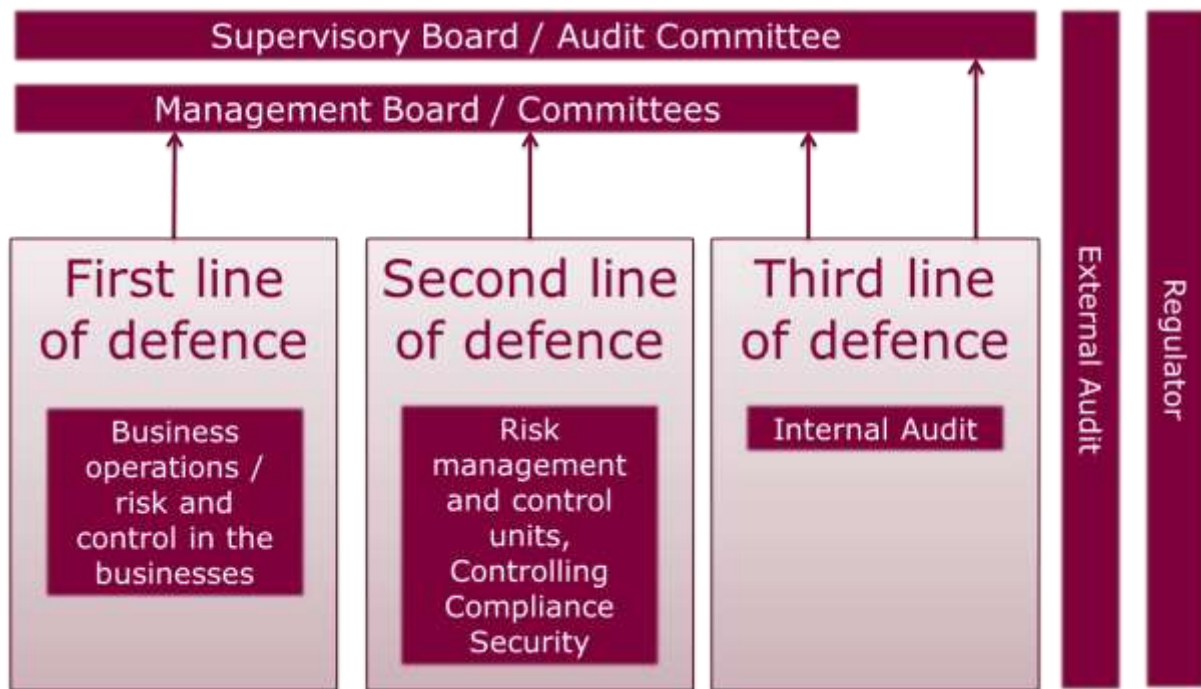 Supervisory Board / Audit Committee
Management Board / Committees
First line
of defence
Business
operations /
risk and
control in the
businesses
Second line
of defence
Risk
management
and control
units,
Controlling
Compliance
Security
Third line
of defence
Internal Audit
External Audit
Regulator